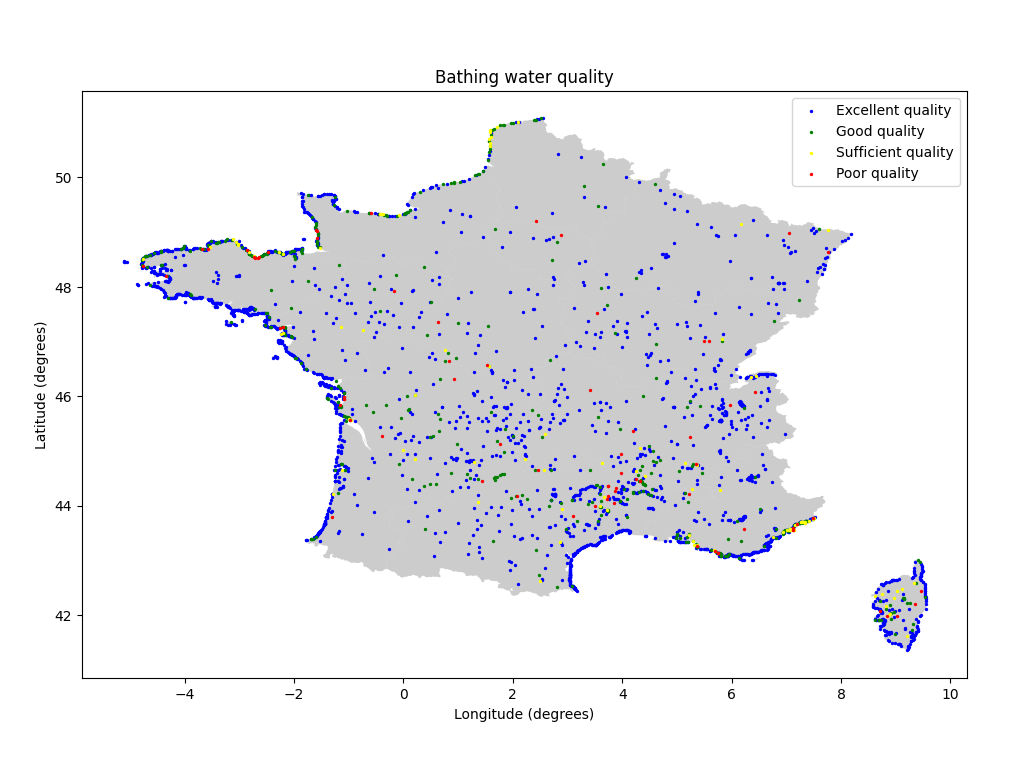 Bathing water quality
Excellent quality
Good quality
Sufficient quality
Poor quality
50
48
46
44
42
Latitude (degrees)
−4
−2
0
2
4
6
8
10
Longitude (degrees)